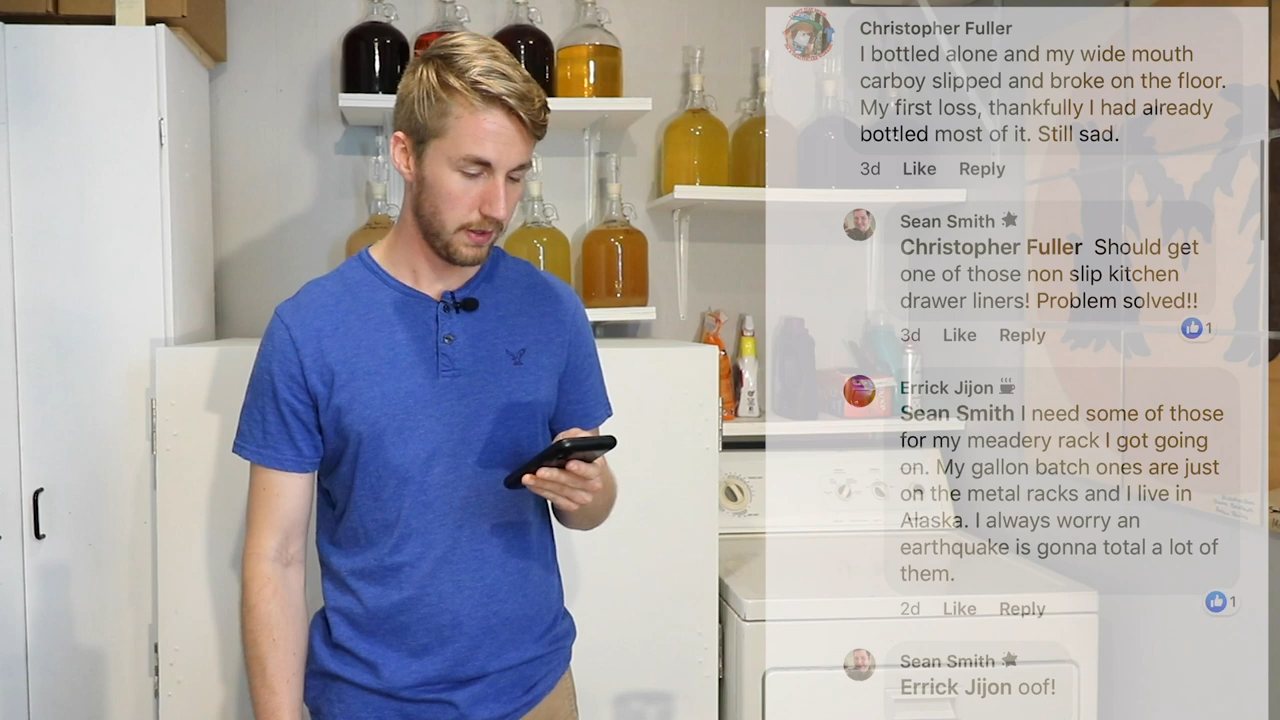 Christopher Fuller
I bottled alone and my wide mouth
carboy slipped and broke on the floor.
My first loss, thankfully I had already
bottled most of it. Still sad.
3d Like Reply
Sean Smith
Christopher Fuller Should get
one of those non slip kitchen
drawer liners! Problem solved!!
3d Like Reply
1
Errick Jijon
Sean Smith I need some of those
for my meadery rack I got going
on. My gallon batch ones are just
on the metal racks and I live in
Alaska. I always worry an
earthquake is gonna total a lot of
them.
2d Like Reply
1
Sean Smith
Errick Jijon oof!